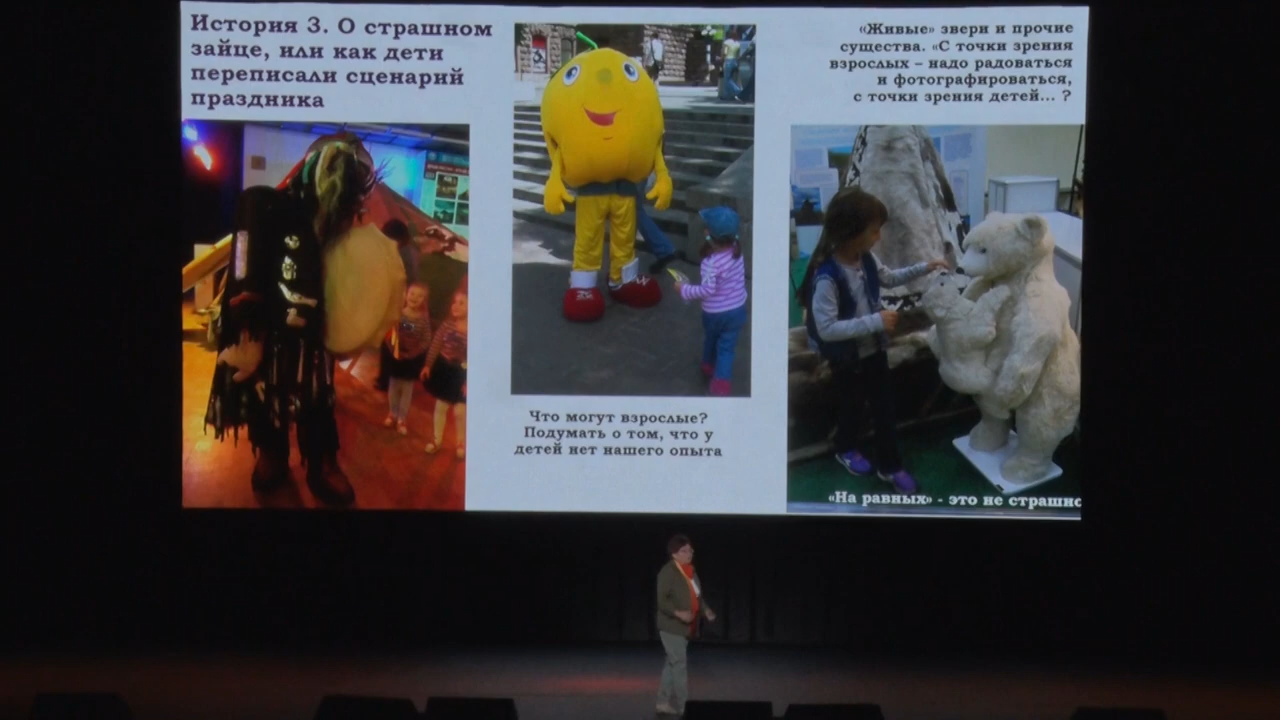 История 3. О страшном
зайце, или как дети
переписали сценарий
праздника
«Живые» звери и прочие
существа. «С точки зрения
взрослых – надо радоваться
и фотографироваться,
с точки зрения детей... ?
Что могут взрослые?
Подумать о том, что у
детей нет нашего опыта
«На равных» - это не страшно